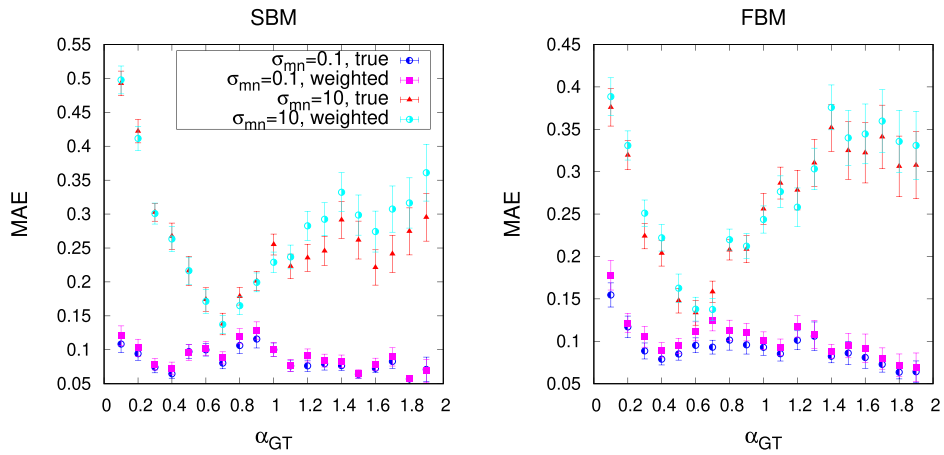 SBM
FBM
σmn=0.1, true
σmn=0.1, weighted
σmn=10, true
σmn=10, weighted
MAE
0.55
0.5
0.45
0.4
0.35
0.3
0.25
0.2
0.15
0.1
0.05
0 0.2 0.4 0.6 0.8 1 1.2 1.4 1.6 1.8 2
αGT
MAE
0.45
0.4
0.35
0.3
0.25
0.2
0.15
0.1
0.05
0 0.2 0.4 0.6 0.8 1 1.2 1.4 1.6 1.8 2
αGT